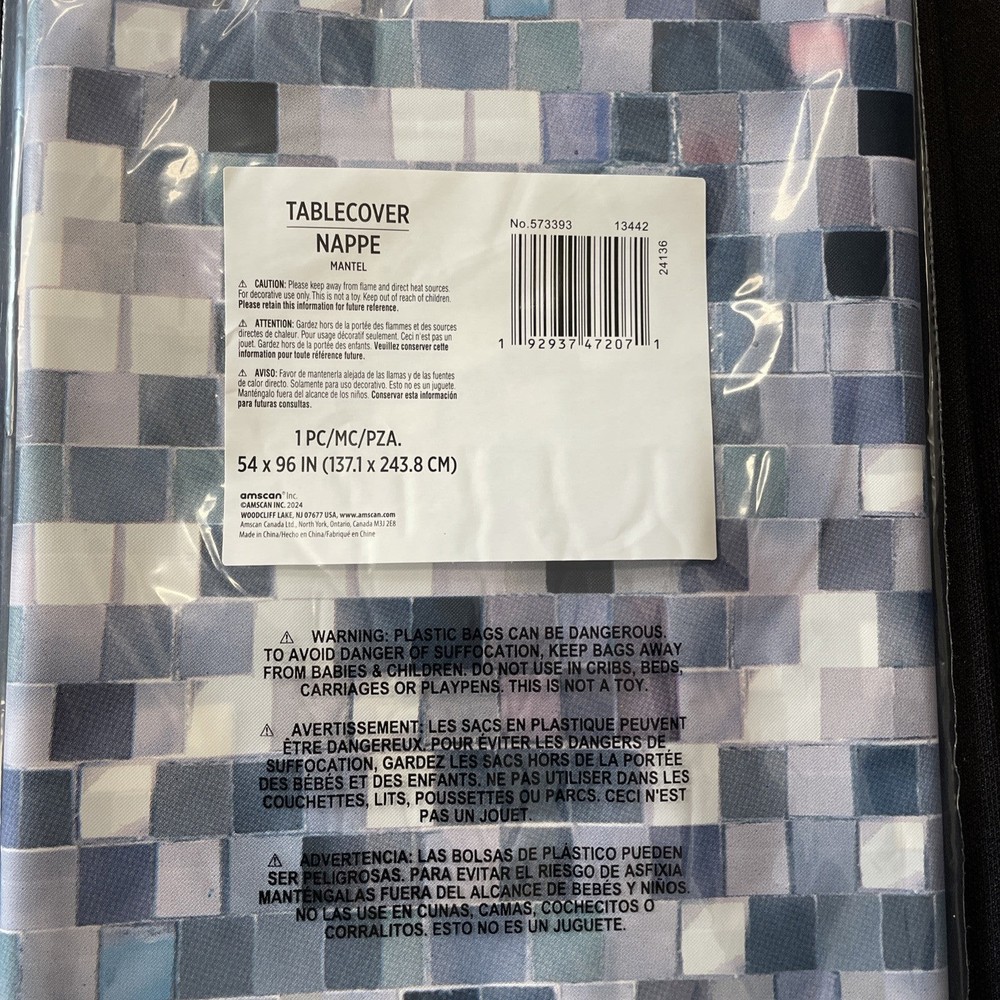 TABLECOVER
NAPPE
MANTEL
⚠ CAUTION: Please keep away from flame and direct heat sources.
For decorative use only. This is not a toy. Keep out of reach of children.
Please retain this information for future reference.
⚠ ATTENTION: Gardez hors de la portée des flammes et des sources
directes de chaleur. Pour usage décoratif seulement. Ceci n'est pas un
jouet. Gardez hors de la portée des enfants. Veuillez conserver cette
information pour toute référence future.
⚠ AVISO: Favor de mantenerla alejada de las llamas y de las fuentes
de calor directo. Solamente para uso decorativo. Esto no es un juguete.
Manténgalo fuera del alcance de los niños. Conservar esta información
para futuras consultas.
1 PC/MC/PZA.
54 x 96 IN (137.1 x 243.8 CM)
amscan® Inc.
©AMSCAN INC. 2024
WOODCLIFF LAKE, NJ 07677 USA, www.amscan.com
Amscan Canada Ltd., North York, Ontario, Canada M3J 2E8
Made in China/Hecho en China/Fabriqué en Chine
No.573393 13442
24136
1 92937 47207 1
⚠ WARNING: PLASTIC BAGS CAN BE DANGEROUS.
TO AVOID DANGER OF SUFFOCATION, KEEP BAGS AWAY
FROM BABIES & CHILDREN. DO NOT USE IN CRIBS, BEDS,
CARRIAGES OR PLAYPENS. THIS IS NOT A TOY.
⚠ AVERTISSEMENT: LES SACS EN PLASTIQUE PEUVENT
ÊTRE DANGEREUX. POUR ÉVITER LES DANGERS DE
SUFFOCATION, GARDEZ LES SACS HORS DE LA PORTÉE
DES BÉBÉS ET DES ENFANTS. NE PAS UTILISER DANS LES
COUCHETTES, LITS, POUSSETTES OU PARCS. CECI N'EST
PAS UN JOUET.
⚠ ADVERTENCIA: LAS BOLSAS DE PLÁSTICO PUEDEN
SER PELIGROSAS. PARA EVITAR EL RIESGO DE ASFIXIA
MANTÉNGALAS FUERA DEL ALCANCE DE BEBÉS Y NIÑOS.
NO LAS USE EN CUNAS, CAMAS, COCHECITOS O
CORRALITOS. ESTO NO ES UN JUGUETE.